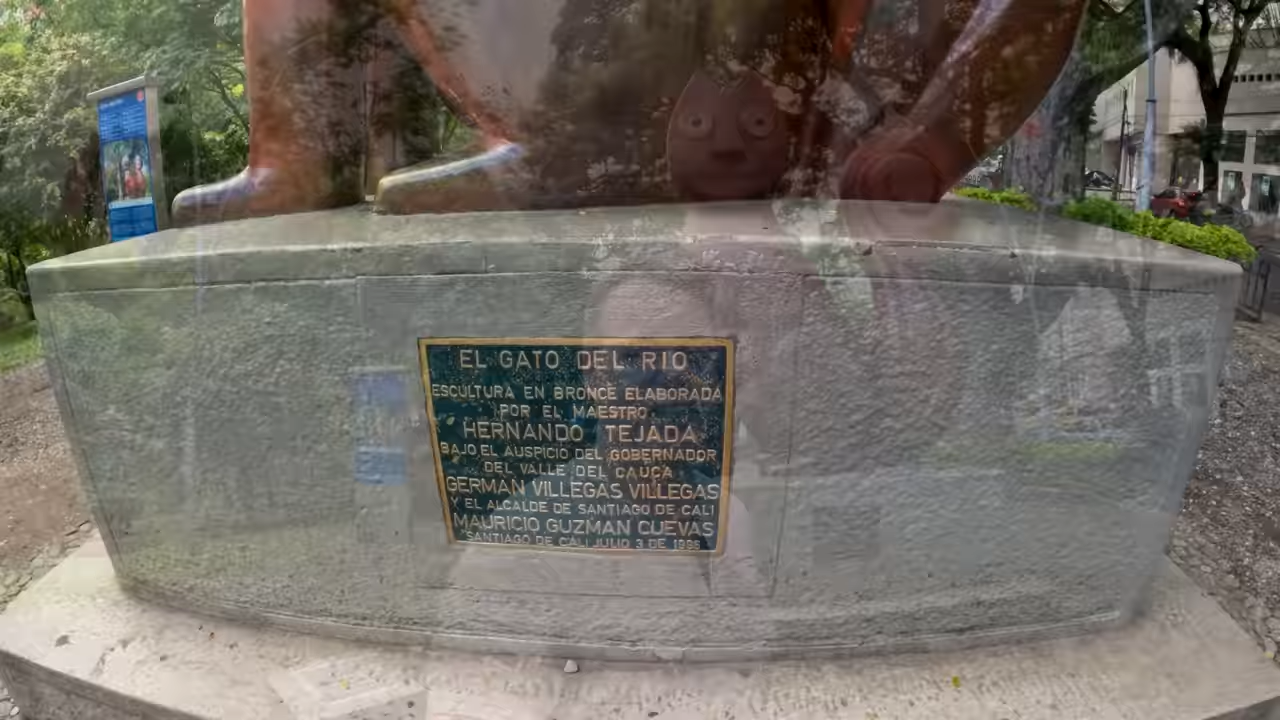 EL GATO DEL RIO
ESCULTURA EN BRONCE ELABORADA
POR EL MAESTRO
HERNANDO TEJADA
BAJO EL AUSPICIO DEL GOBERNADOR
DEL VALLE DEL CAUCA
GERMAN VILLEGAS VILLEGAS
Y EL ALCALDE DE SANTIAGO DE CALI
MAURICIO GUZMAN CUEVAS
SANTIAGO DE CALI JULIO 3 DE 1996